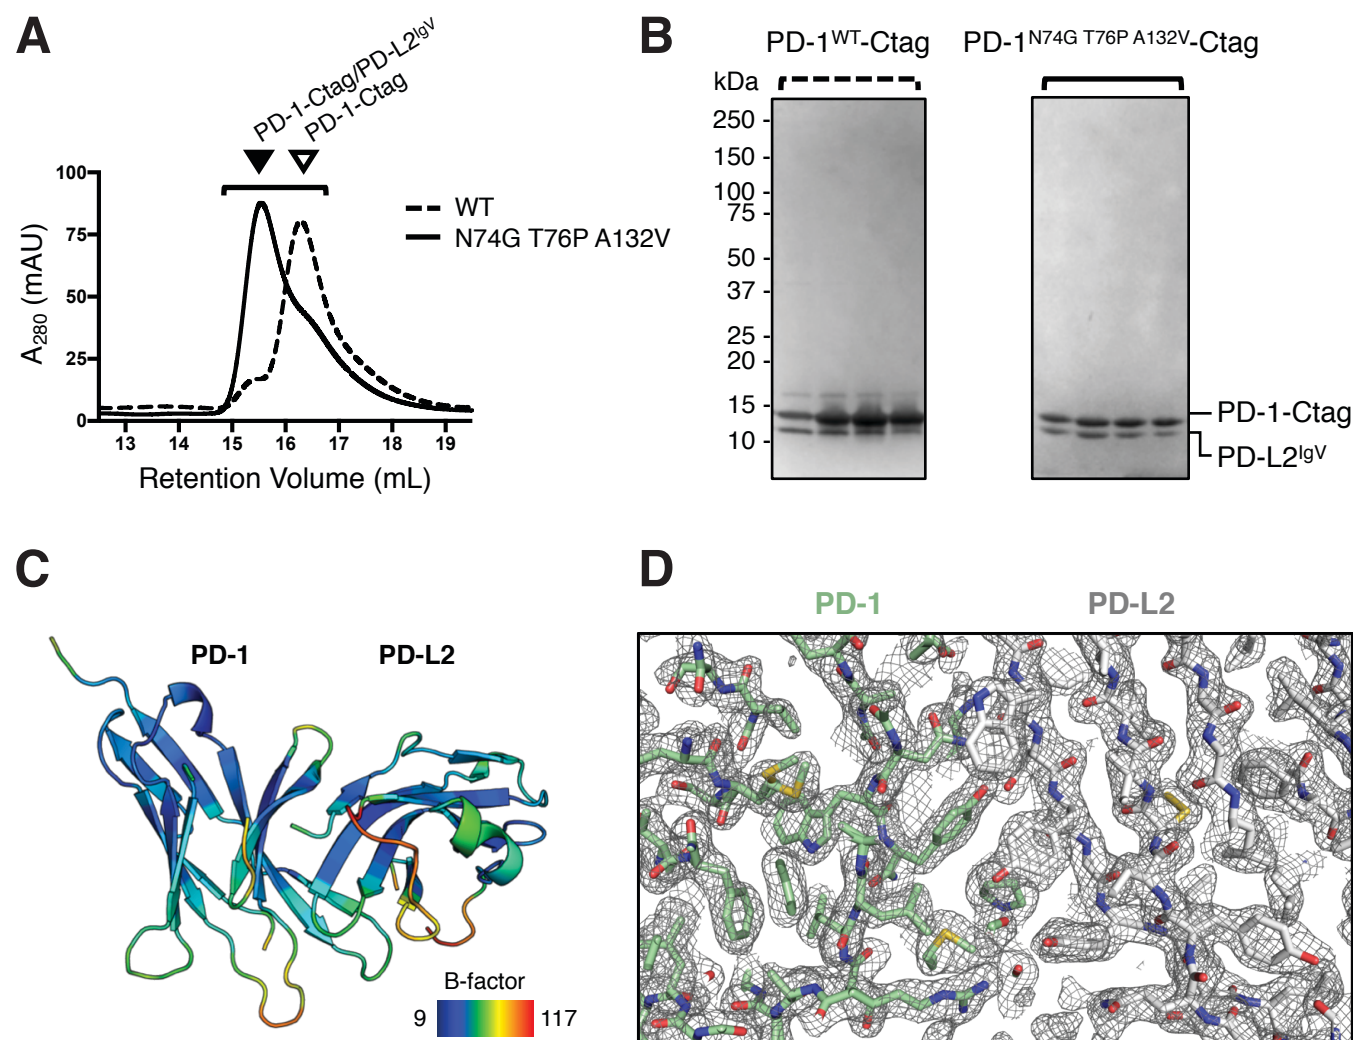 A
PD-1-Ctag/PD-L2IgV
PD-1-Ctag
100
75
50
25
0
A280 (mAU)
13 14 15 16 17 18 19
Retention Volume (mL)
WT
N74G T76P A132V
B
PD-1WT-Ctag
PD-1N74G T76P A132V-Ctag
kDa
250 -
150 -
100 -
75 -
50 -
37 -
25 -
20 -
15 -
10 -
PD-1-Ctag
PD-L2IgV
C
PD-1 PD-L2
B-factor
9 117
D
PD-1 PD-L2